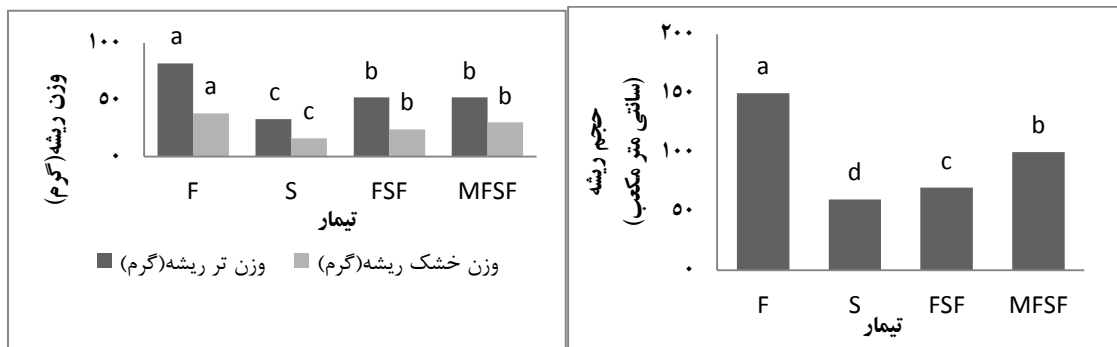 ۱۰۰
۵۰
۰
وزن ریشه(گرم)
a a c c b b b b
F S FSF MFSF
تیمار
وزن تر ریشه(گرم) وزن خشک ریشه(گرم)
۲۰۰
۱۵۰
۱۰۰
۵۰
۰
حجم ریشه
(سانتی متر مکعب)
a d c b
F S FSF MFSF
تیمار